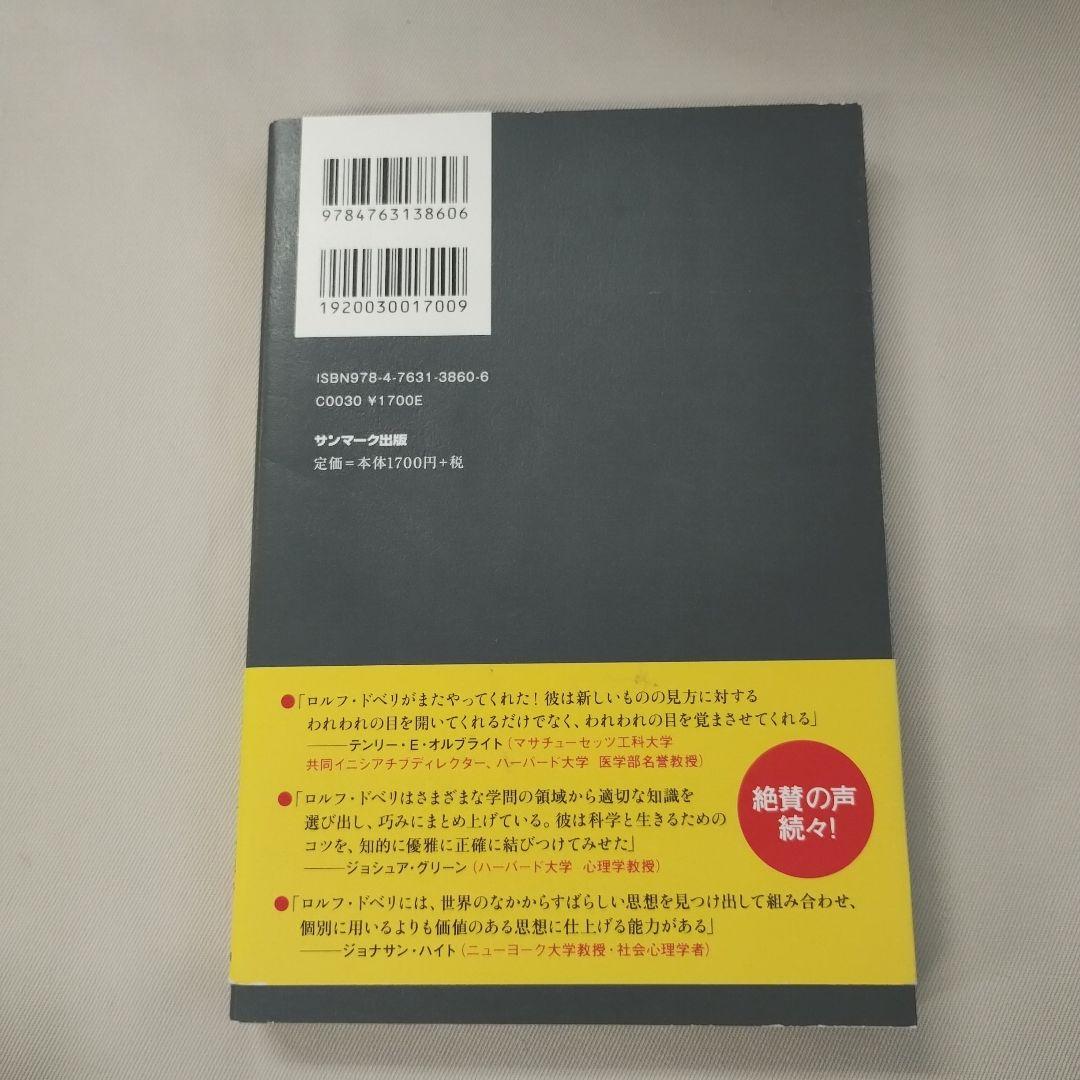 9784763138606
1920030017009
ISBN978-4-7631-3860-6
C0030 ¥1700E
サンマーク出版
定価＝本体1700円+税
●「ロルフ・ドベリがまたやってくれた！彼は新しいものの見方に対する
われわれの目を開いてくれるだけでなく、われわれの目を覚まさせてくれる」
――テンリー・E・オルブライト（マサチューセッツ工科大学
共同イニシアチブディレクター、ハーバード大学 医学部名誉教授）
●「ロルフ・ドベリはさまざまな学問の領域から適切な知識を
選び出し、巧みにまとめ上げている。彼は科学と生きるための
コツを、知的に優雅に正確に結びつけてみせた」
――ジョシュア・グリーン（ハーバード大学 心理学教授）
●「ロルフ・ドベリには、世界のなかからすばらしい思想を見つけ出して組み合わせ、
個別に用いるよりも価値のある思想に仕上げる能力がある」
――ジョナサン・ハイト（ニューヨーク大学教授・社会心理学者）
絶賛の声
続々！